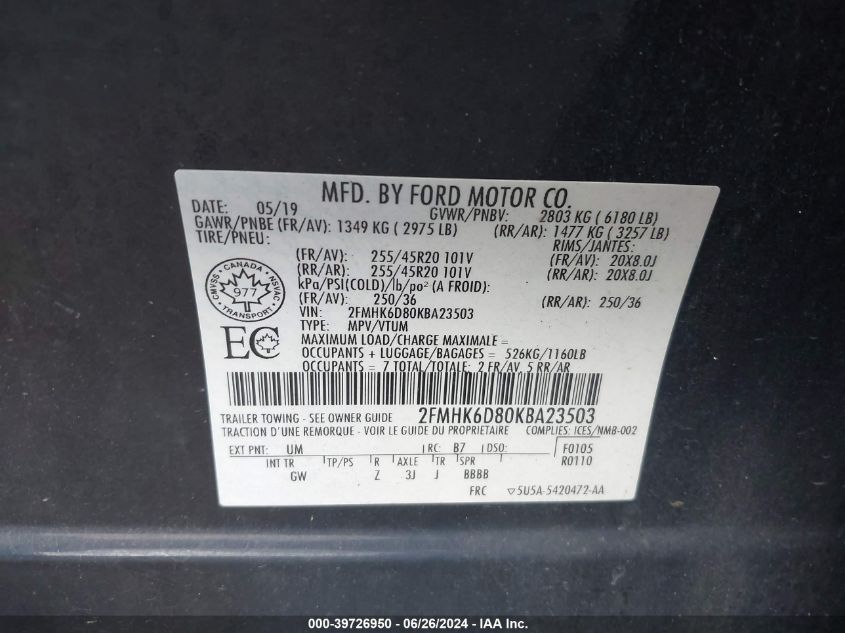 MFD. BY FORD MOTOR CO.
DATE: 05/19 GVWR/PNBV: 2803 KG ( 6180 LB)
GAWR/PNBE (FR/AV): 1349 KG ( 2975 LB) (RR/AR): 1477 KG ( 3257 LB)
TIRE/PNEU: RIMS/JANTES:
(FR/AV): 255/45R20 101V (FR/AV): 20X8.0J
(RR/AR): 255/45R20 101V (RR/AR): 20X8.0J
kPa/PSI(COLD)/lb/po² (A FROID):
(FR/AV): 250/36 (RR/AR): 250/36
VIN: 2FMHK6D80KBA23503
TYPE: MPV/VTUM
CANADA
CMVSS NSVAC
977
TRANSPORT
EC
MAXIMUM LOAD/CHARGE MAXIMALE =
OCCUPANTS + LUGGAGE/BAGAGES = 526KG/1160LB
OCCUPANTS = 7 TOTAL/TOTALE: 2 FR/AV, 5 RR/AR
TRAILER TOWING - SEE OWNER GUIDE 2FMHK6D80KBA23503
TRACTION D'UNE REMORQUE - VOIR LE GUIDE DU PROPRIETAIRE COMPLIES: ICES/NMB-002
EXT PNT: UM RC: B7 DSO: F0105
INT TR TP/PS R AXLE TR SPR R0110
GW Z 3J J BBBB
FRC ▽5U5A-5420472-AA
000-39726950 / 06/26/2024 / IAA Inc.